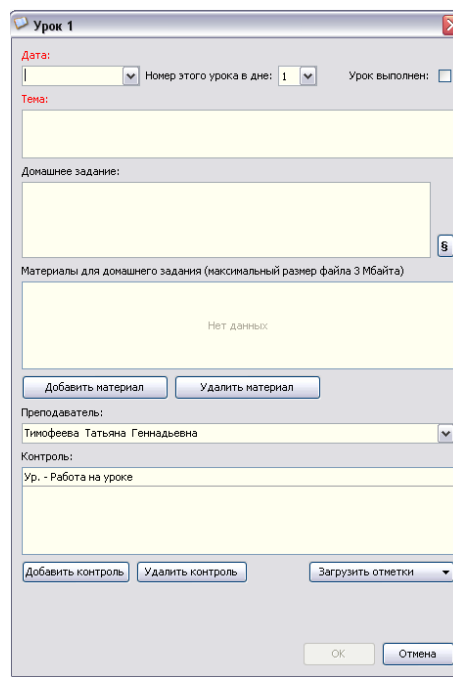 Урок 1
Дата:
Номер этого урока в дне: 1 Урок выполнен:
Тема:
Домашнее задание:
§
Материалы для домашнего задания (максимальный размер файла 3 Мбайта)
Нет данных
Добавить материал Удалить материал
Преподаватель:
Тимофеева Татьяна Геннадьевна
Контроль:
Ур. - Работа на уроке
Добавить контроль Удалить контроль Загрузить отметки
ОК Отмена